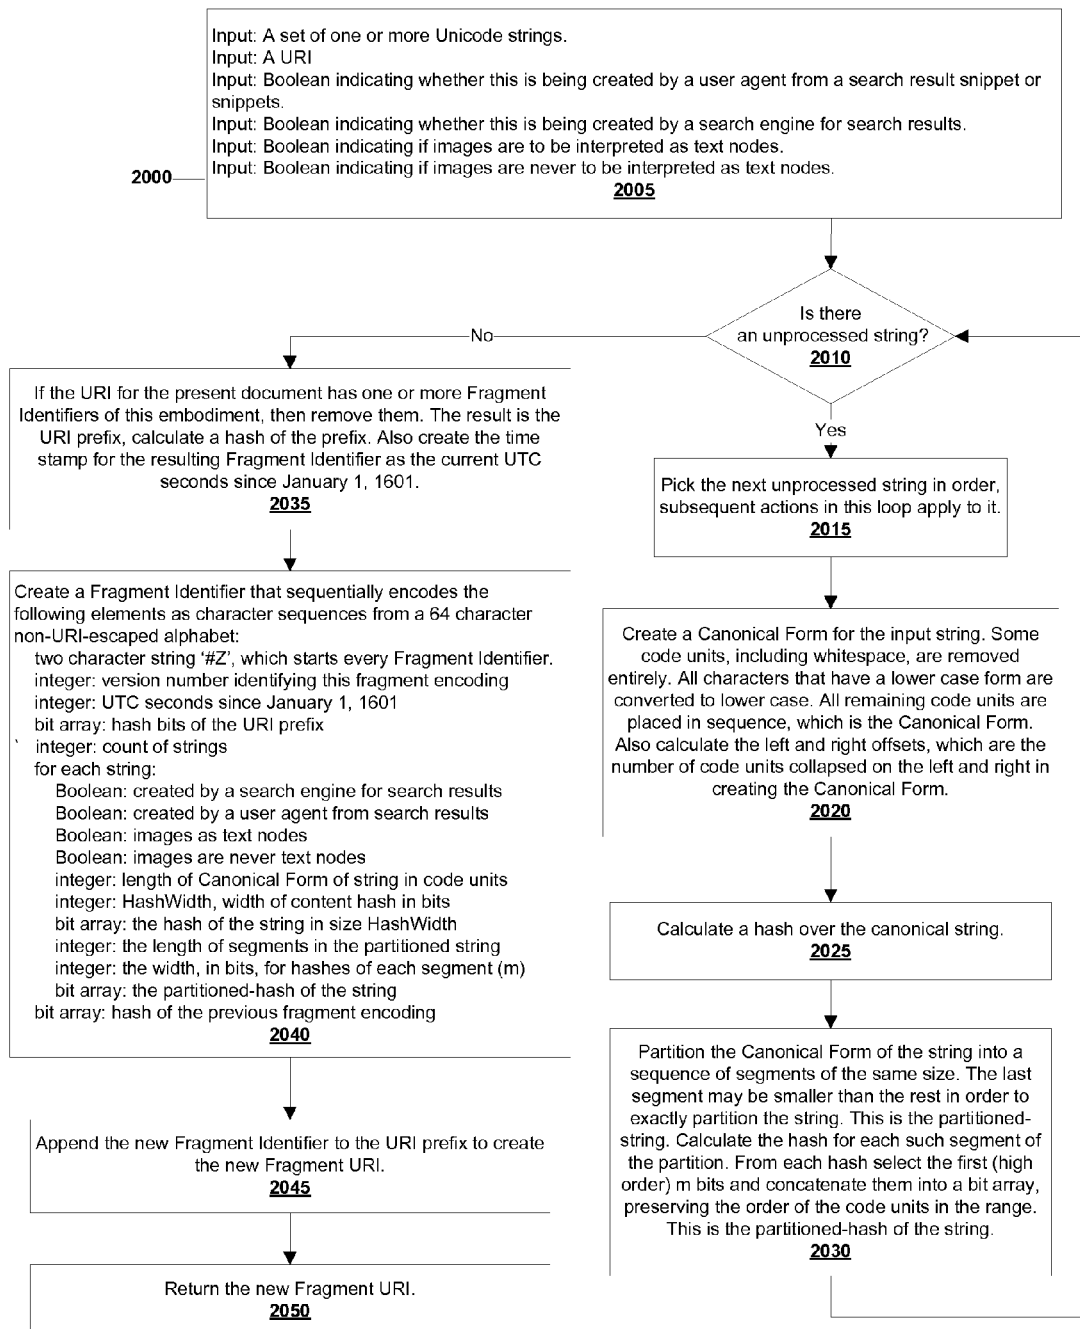 Input: A set of one or more Unicode strings.
Input: A URI
Input: Boolean indicating whether this is being created by a user agent from a search result snippet or
snippets.
Input: Boolean indicating whether this is being created by a search engine for search results.
Input: Boolean indicating if images are to be interpreted as text nodes.
Input: Boolean indicating if images are never to be interpreted as text nodes.
2000
2005
Is there
an unprocessed string?
2010
No
Yes
If the URI for the present document has one or more Fragment
Identifiers of this embodiment, then remove them. The result is the
URI prefix, calculate a hash of the prefix. Also create the time
stamp for the resulting Fragment Identifier as the current UTC
seconds since January 1, 1601.
2035
Pick the next unprocessed string in order,
subsequent actions in this loop apply to it.
2015
Create a Fragment Identifier that sequentially encodes the
following elements as character sequences from a 64 character
non-URI-escaped alphabet:
two character string '#Z', which starts every Fragment Identifier.
integer: version number identifying this fragment encoding
integer: UTC seconds since January 1, 1601
bit array: hash bits of the URI prefix
` integer: count of strings
for each string:
Boolean: created by a search engine for search results
Boolean: created by a user agent from search results
Boolean: images as text nodes
Boolean: images are never text nodes
integer: length of Canonical Form of string in code units
integer: HashWidth, width of content hash in bits
bit array: the hash of the string in size HashWidth
integer: the length of segments in the partitioned string
integer: the width, in bits, for hashes of each segment (m)
bit array: the partitioned-hash of the string
bit array: hash of the previous fragment encoding
2040
Create a Canonical Form for the input string. Some
code units, including whitespace, are removed
entirely. All characters that have a lower case form are
converted to lower case. All remaining code units are
placed in sequence, which is the Canonical Form.
Also calculate the left and right offsets, which are the
number of code units collapsed on the left and right in
creating the Canonical Form.
2020
Calculate a hash over the canonical string.
2025
Partition the Canonical Form of the string into a
sequence of segments of the same size. The last
segment may be smaller than the rest in order to
exactly partition the string. This is the partitioned-
string. Calculate the hash for each such segment of
the partition. From each hash select the first (high
order) m bits and concatenate them into a bit array,
preserving the order of the code units in the range.
This is the partitioned-hash of the string.
2030
Append the new Fragment Identifier to the URI prefix to create
the new Fragment URI.
2045
Return the new Fragment URI.
2050